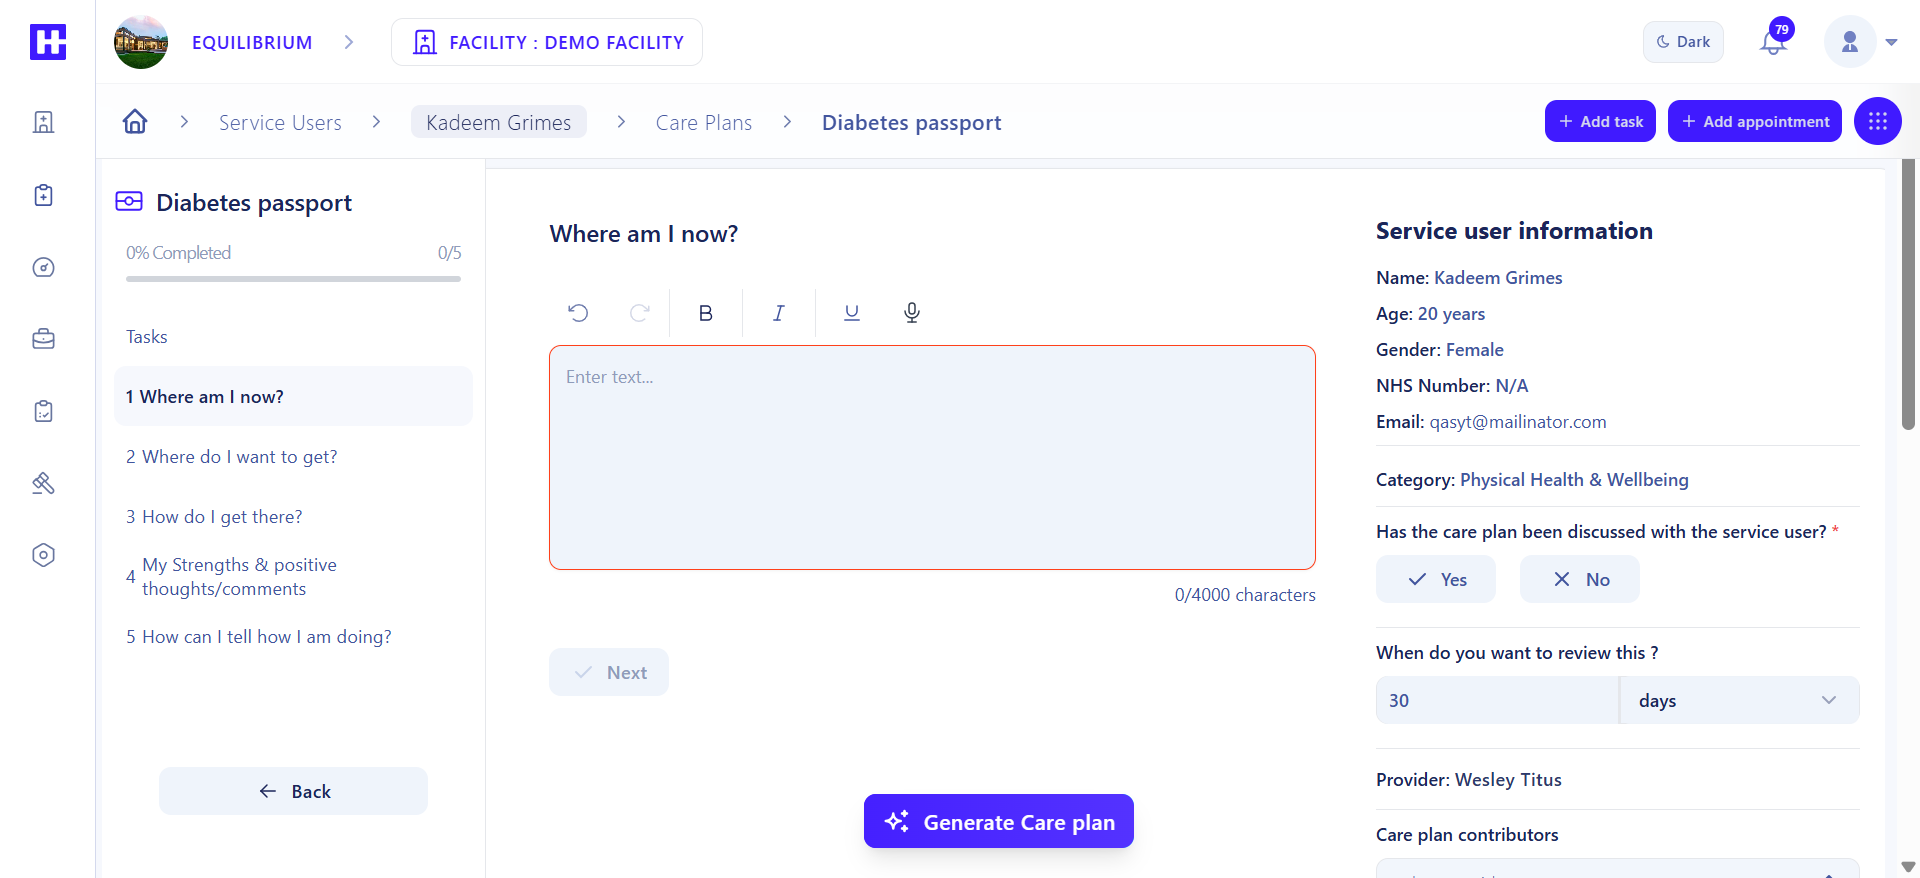 EQUILIBRIUM
FACILITY : DEMO FACILITY
Dark
79
Service Users
Kadeem Grimes
Care Plans
Diabetes passport
+ Add task
+ Add appointment
Diabetes passport
0% Completed
0/5
Tasks
1 Where am I now?
2 Where do I want to get?
3 How do I get there?
4 My Strengths & positive
thoughts/comments
5 How can I tell how I am doing?
Back
Where am I now?
B
I
U
Enter text...
0/4000 characters
Next
Generate Care plan
Service user information
Name: Kadeem Grimes
Age: 20 years
Gender: Female
NHS Number: N/A
Email: qasyt@mailinator.com
Category: Physical Health & Wellbeing
Has the care plan been discussed with the service user? *
Yes
No
When do you want to review this ?
30
days
Provider: Wesley Titus
Care plan contributors